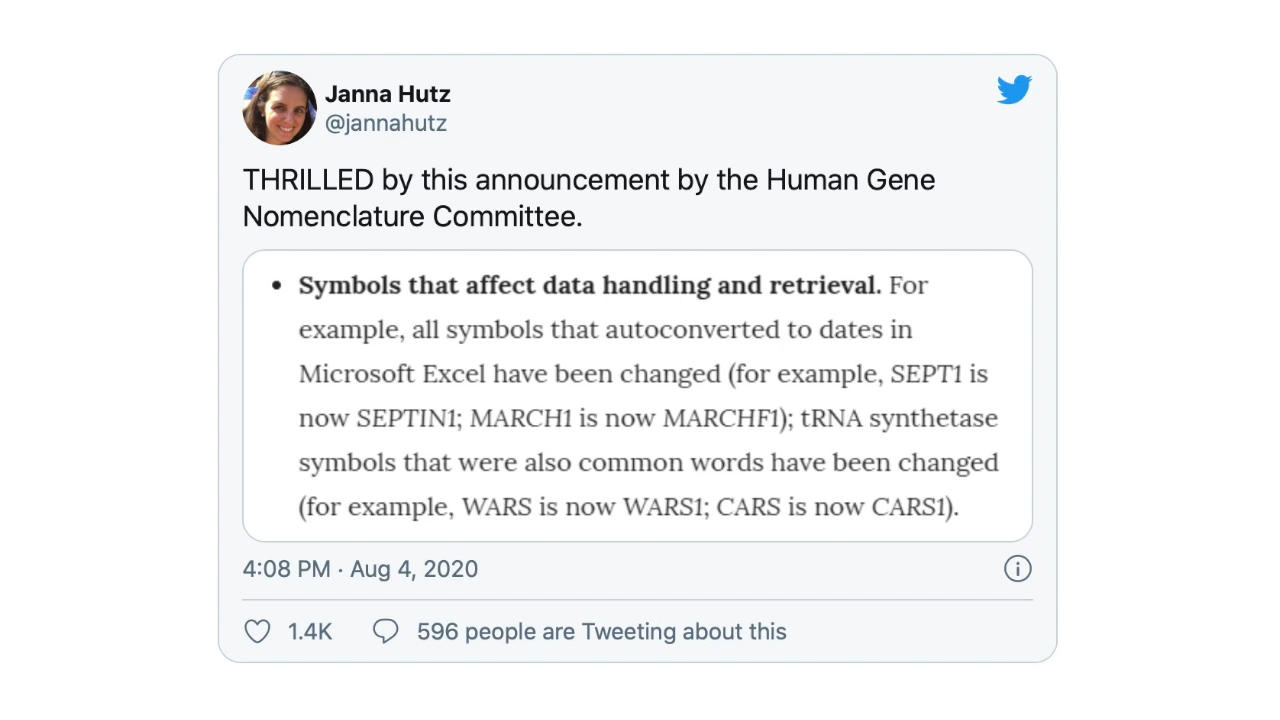 Janna Hutz
@jannahutz
THRILLED by this announcement by the Human Gene
Nomenclature Committee.
• Symbols that affect data handling and retrieval. For
example, all symbols that autoconverted to dates in
Microsoft Excel have been changed (for example, SEPT1 is
now SEPTIN1; MARCH1 is now MARCHF1); tRNA synthetase
symbols that were also common words have been changed
(for example, WARS is now WARS1; CARS is now CARS1).
4:08 PM · Aug 4, 2020
1.4K 596 people are Tweeting about this